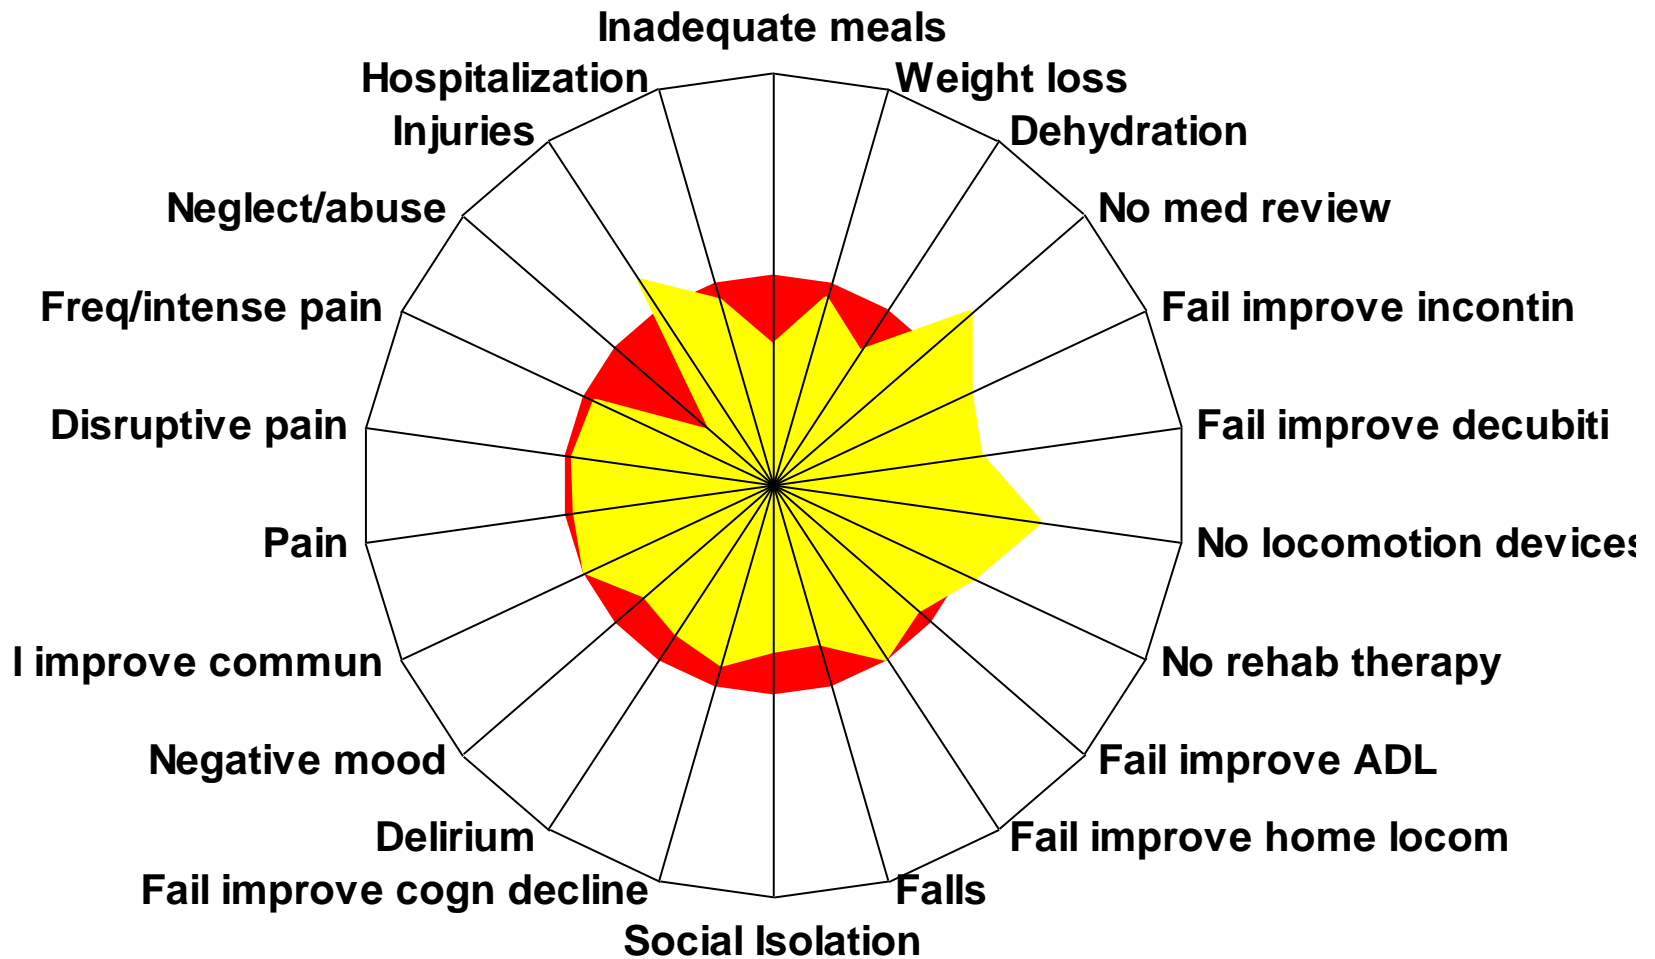 Inadequate meals
Weight loss
Dehydration
No med review
Fail improve incontin
Fail improve decubiti
No locomotion devices
No rehab therapy
Fail improve ADL
Fail improve home locom
Falls
Social Isolation
Fail improve cogn decline
Delirium
Negative mood
l improve commun
Pain
Disruptive pain
Freq/intense pain
Neglect/abuse
Injuries
Hospitalization